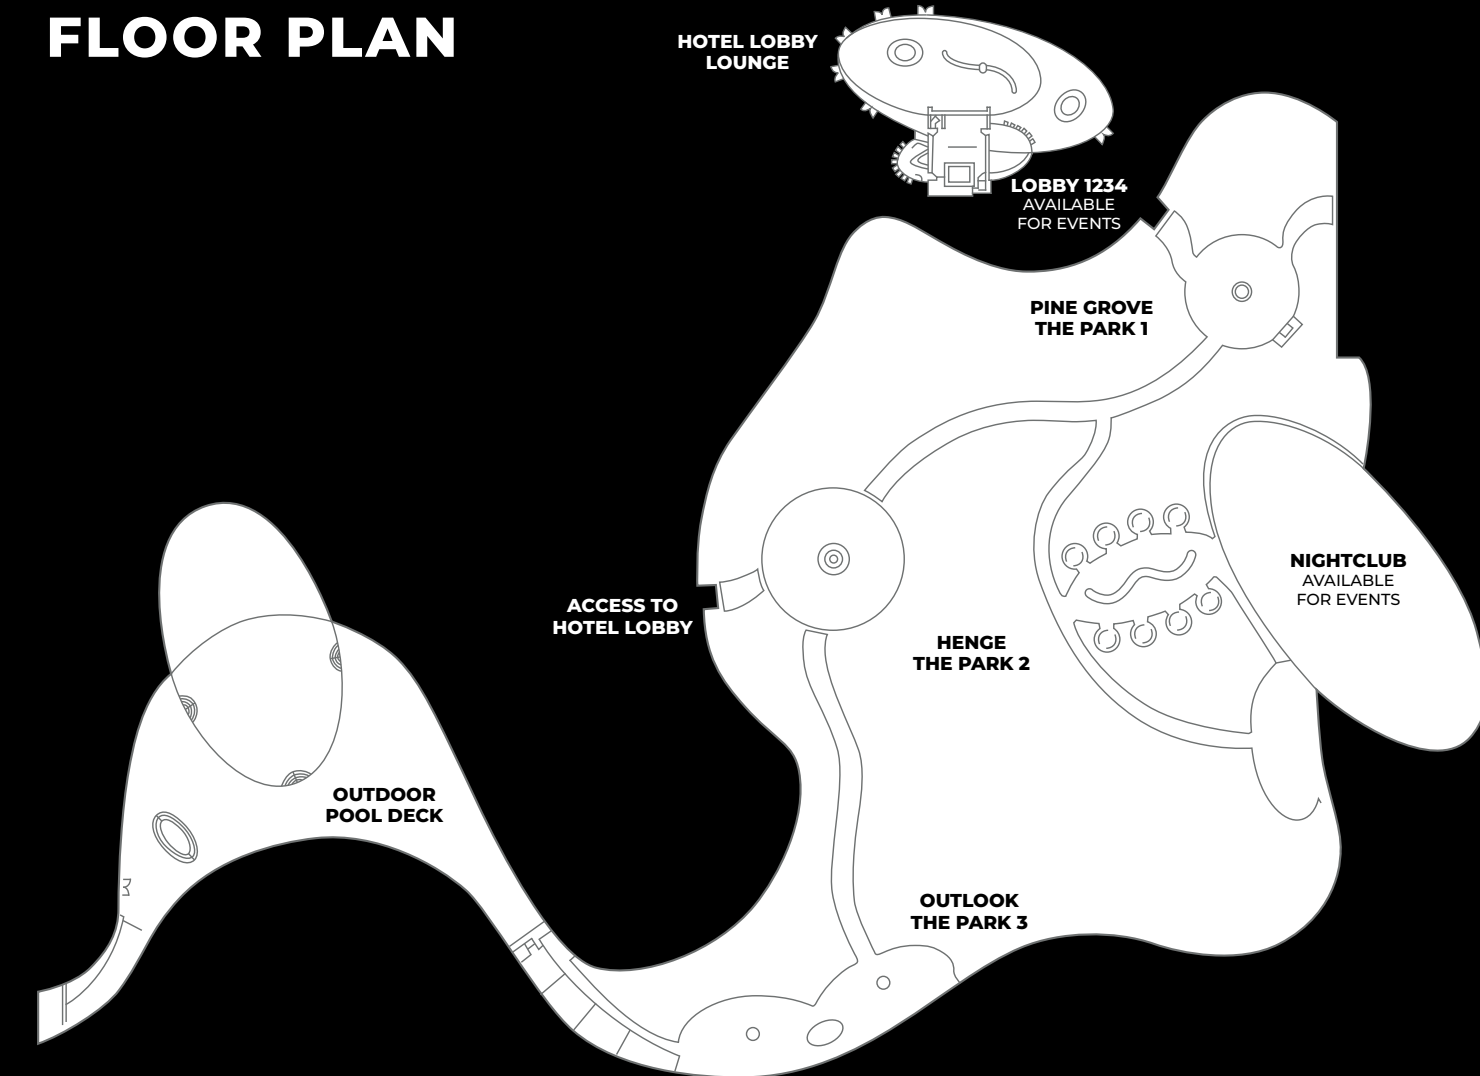 FLOOR PLAN
HOTEL LOBBY
LOUNGE
LOBBY 1234
AVAILABLE
FOR EVENTS
PINE GROVE
THE PARK 1
NIGHTCLUB
AVAILABLE
FOR EVENTS
ACCESS TO
HOTEL LOBBY
HENGE
THE PARK 2
OUTDOOR
POOL DECK
OUTLOOK
THE PARK 3